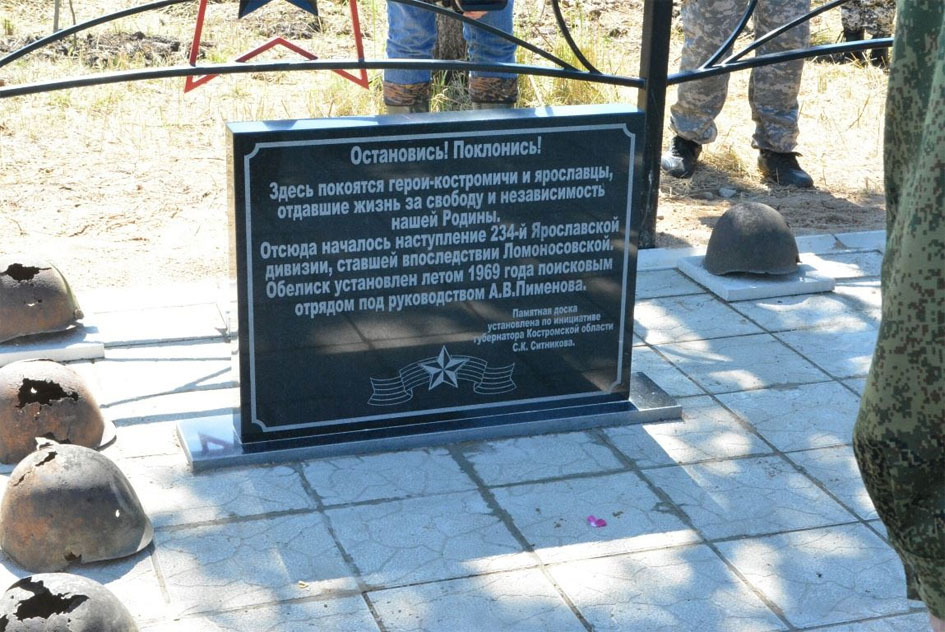 Остановись! Поклонись!
Здесь покоятся герои-костромичи и ярославцы,
отдавшие жизнь за свободу и независимость
нашей Родины.
Отсюда началось наступление 234-й Ярославской
дивизии, ставшей впоследствии Ломоносовской.
Обелиск установлен летом 1969 года поисковым
отрядом под руководством А.В.Пименова.
Памятная доска
установлена по инициативе
губернатора Костромской области
С.К. Ситникова.